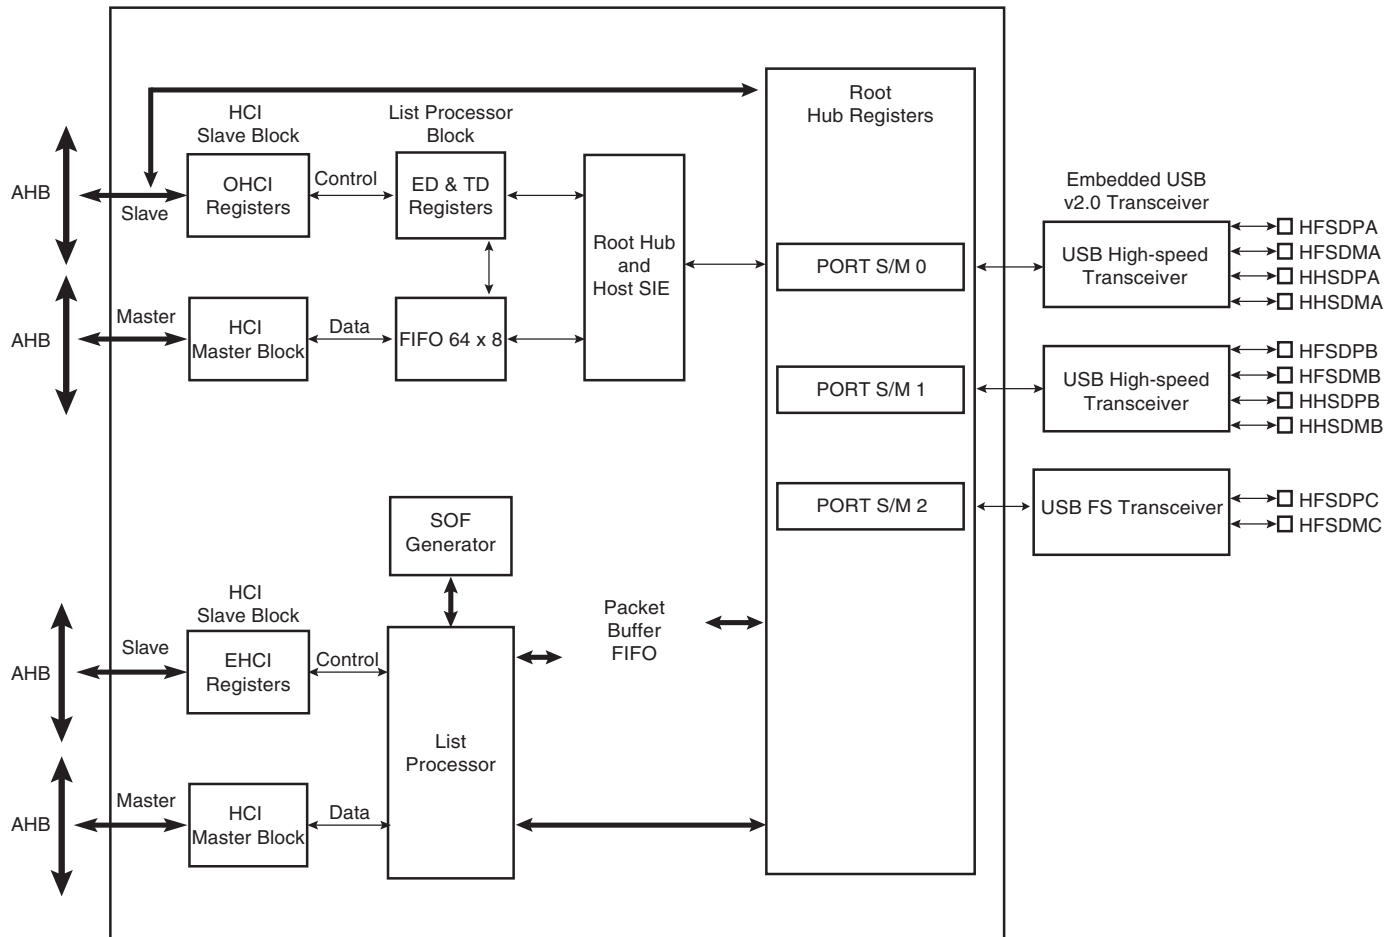 Root
Hub Registers
HCI
Slave Block
List Processor
Block
AHB
Slave
OHCI
Registers
Control
ED & TD
Registers
Root Hub
and
Host SIE
AHB
Master
HCI
Master Block
Data
FIFO 64 x 8
PORT S/M 0
PORT S/M 1
PORT S/M 2
Embedded USB
v2.0 Transceiver
USB High-speed
Transceiver
HFSDPA
HFSDMA
HHSDPA
HHSDMA
USB High-speed
Transceiver
HFSDPB
HFSDMB
HHSDPB
HHSDMB
USB FS Transceiver
HFSDPC
HFSDMC
SOF
Generator
HCI
Slave Block
AHB
Slave
EHCI
Registers
Control
List
Processor
Packet
Buffer
FIFO
AHB
Master
HCI
Master Block
Data